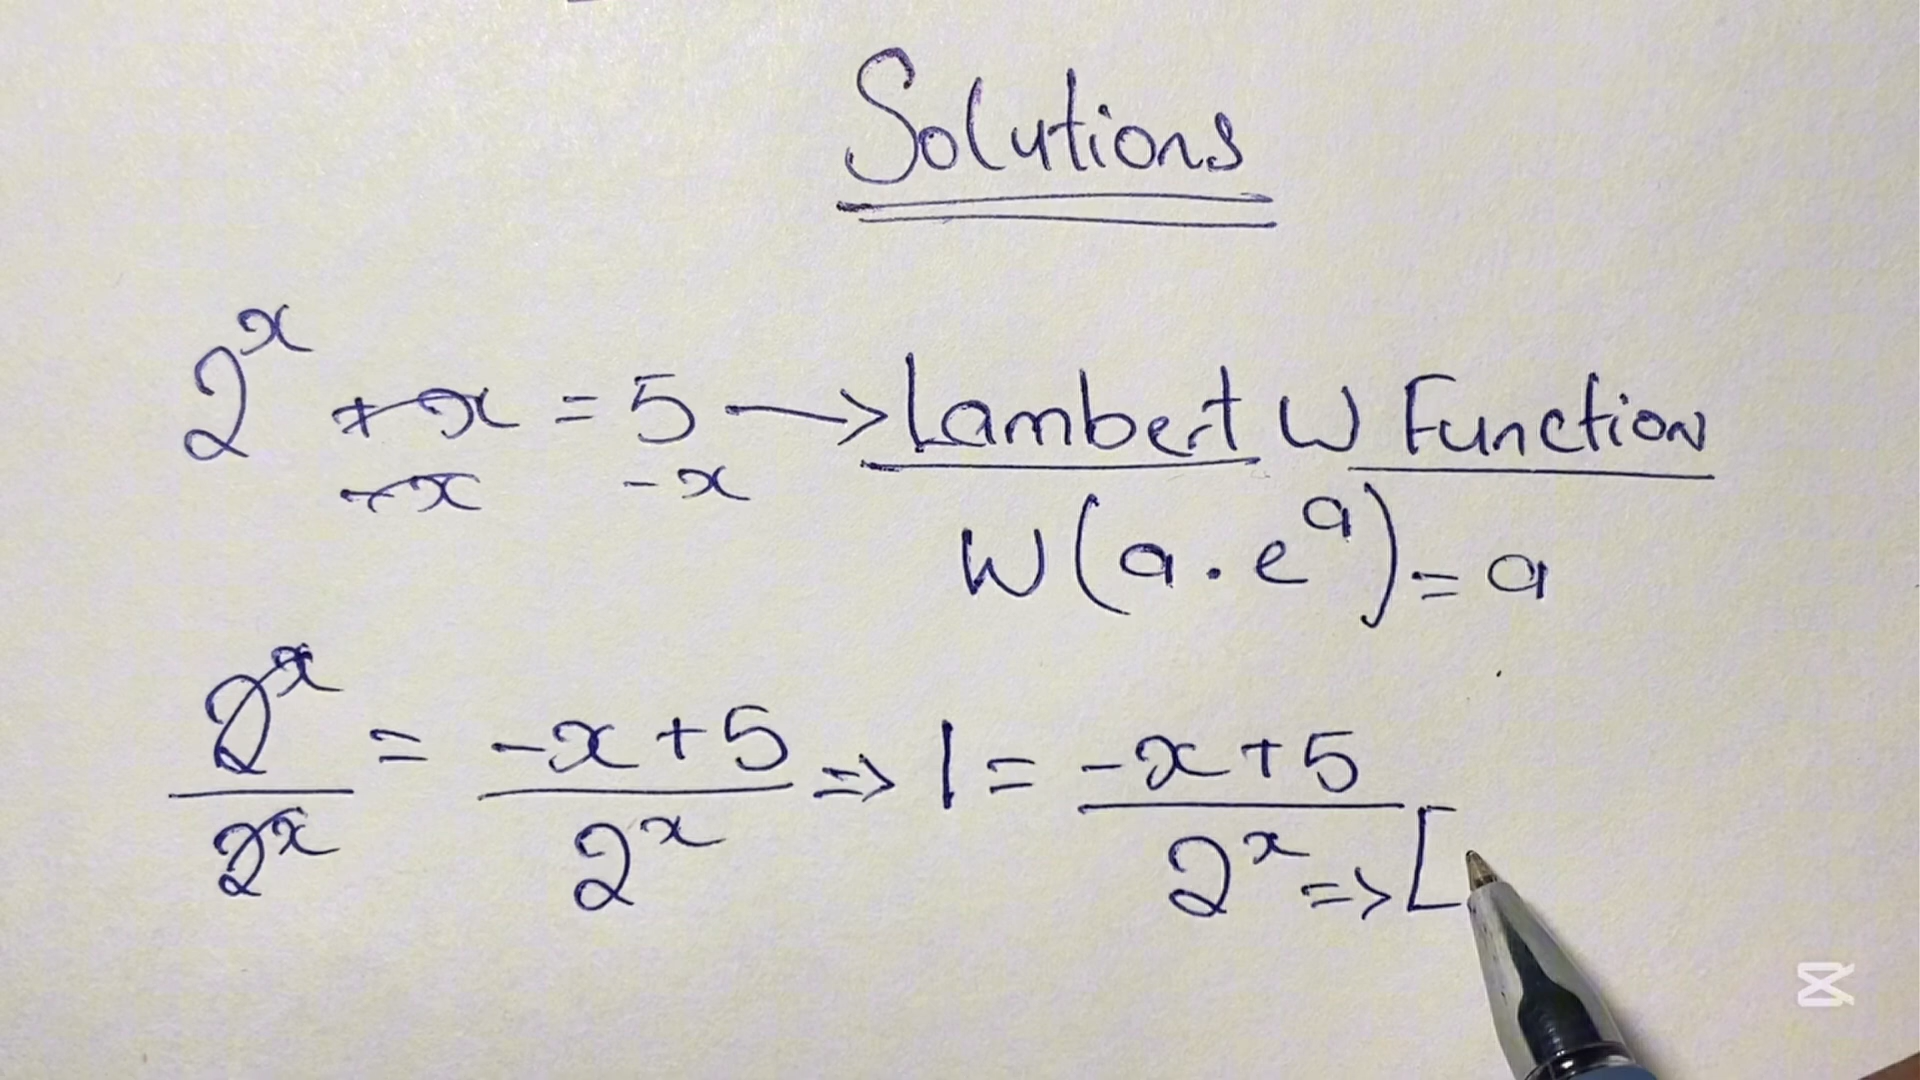 Solutions
2^x + x = 5 → Lambert W Function
-x -x
W(a·e^a) = a
2^x/2^x = (-x+5)/2^x ⇒ 1 = (-x+5)/2^x ⇒ [